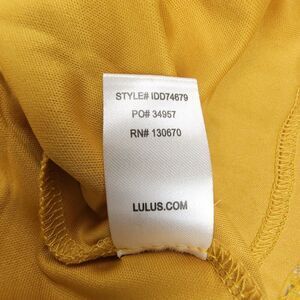 STYLE# IDD74679
PO# 34957
RN# 130670
LULUS.COM